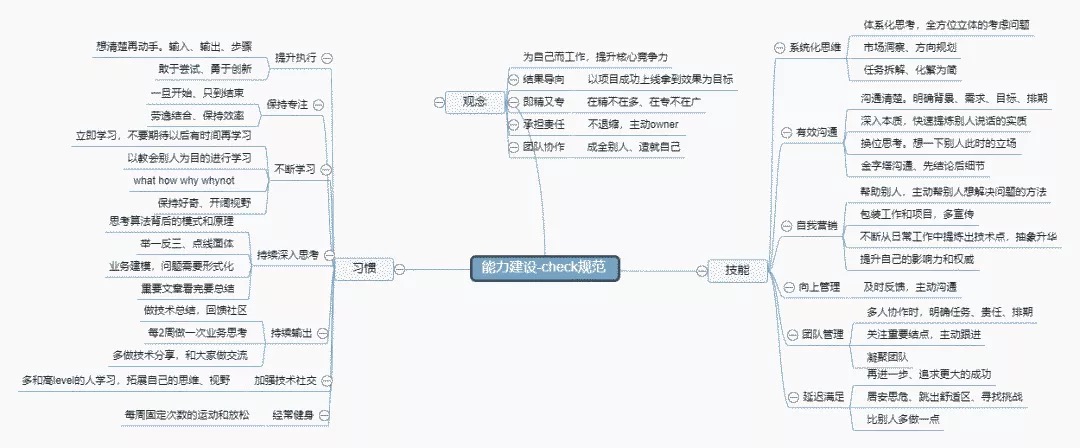 能力建设-check规范
观念
为自己而工作，提升核心竞争力
结果导向
以项目成功上线拿到效果为目标
即精又专
在精不在多、在专不在广
承担责任
不退缩，主动owner
团队协作
成全别人、遣就自己
习惯
提升执行
想清楚再动手。输入、输出、步骤
敢于尝试、勇于创新
保持专注
一旦开始、只到结束
劳逸结合、保持效率
不断学习
立即学习，不要期待以后有时间再学习
以教会别人为目的进行学习
what how why whynot
保持好奇、开阔视野
持续深入思考
思考算法背后的模式和原理
举一反三、点线面体
业务建模，问题需要形式化
重要文章看完要总结
持续输出
做技术总结，回馈社区
每2周做一次业务思考
多做技术分享，和大家做交流
加强技术社交
多和高level的人学习，拓展自己的思维、视野
经常健身
每周固定次数的运动和放松
技能
系统化思维
体系化思考，全方位立体的考虑问题
市场洞察、方向规划
任务拆解、化繁为简
有效沟通
沟通清楚。明确背景、需求、目标、排期
深入本质，快速提炼别人说话的实质
换位思考。想一下别人此时的立场
金字塔沟通、先结论后细节
自我营销
帮助别人，主动帮别人想解决问题的方法
包装工作和项目，多宣传
不断从日常工作中提练出技术点，抽象升华
提升自己的影响力和权威
向上管理
及时反馈，主动沟通
团队管理
多人协作时，明确任务、责任、排期
关注重要结点，主动跟进
凝聚团队
延迟满足
再进一步、追求更大的成功
居安思危、跳出舒适区、寻找挑战
比别人多做一点